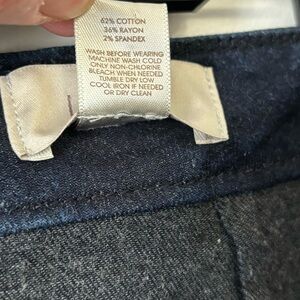 62% COTTON
36% RAYON
2% SPANDEX
WASH BEFORE WEARING
MACHINE WASH COLD
ONLY NON-CHLORINE
BLEACH WHEN NEEDED
TUMBLE DRY LOW
COOL IRON IF NEEDED
OR DRY CLEAN